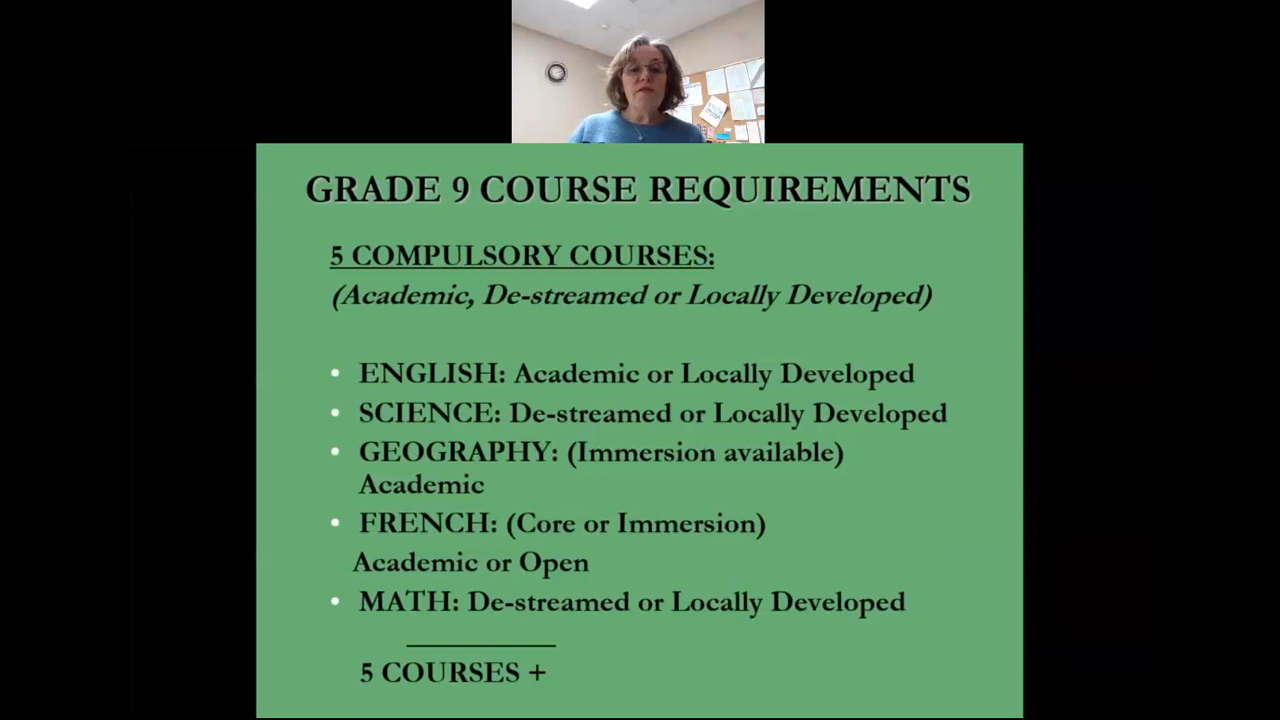 GRADE 9 COURSE REQUIREMENTS
5 COMPULSORY COURSES:
(Academic, De-streamed or Locally Developed)
• ENGLISH: Academic or Locally Developed
• SCIENCE: De-streamed or Locally Developed
• GEOGRAPHY: (Immersion available)
Academic
• FRENCH: (Core or Immersion)
Academic or Open
• MATH: De-streamed or Locally Developed
5 COURSES +